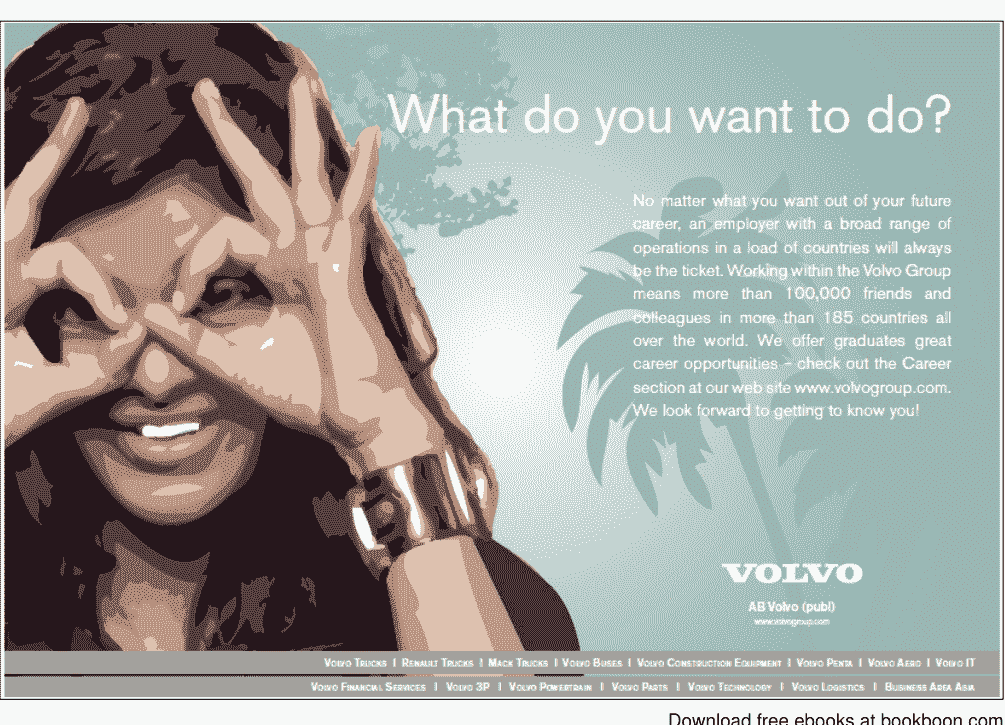 What do you want to do?
No matter what you want out of your future
career, an employer with a broad range of
operations in a load of countries will always
be the ticket. Working within the Volvo Group
means more than 100,000 friends and
colleagues in more than 185 countries all
over the world. We offer graduates great
career opportunities – check out the Career
section at our web site www.volvogroup.com.
We look forward to getting to know you!
VOLVO
AB Volvo (publ)
www.volvogroup.com
Volvo Trucks | Renault Trucks | Mack Trucks | Volvo Buses | Volvo Construction Equipment | Volvo Penta | Volvo Aero | Volvo IT
Volvo Financial Services | Volvo 3P | Volvo Powertrain | Volvo Parts | Volvo Technology | Volvo Logistics | Business Area Asia
Download free ebooks at bookboon.com